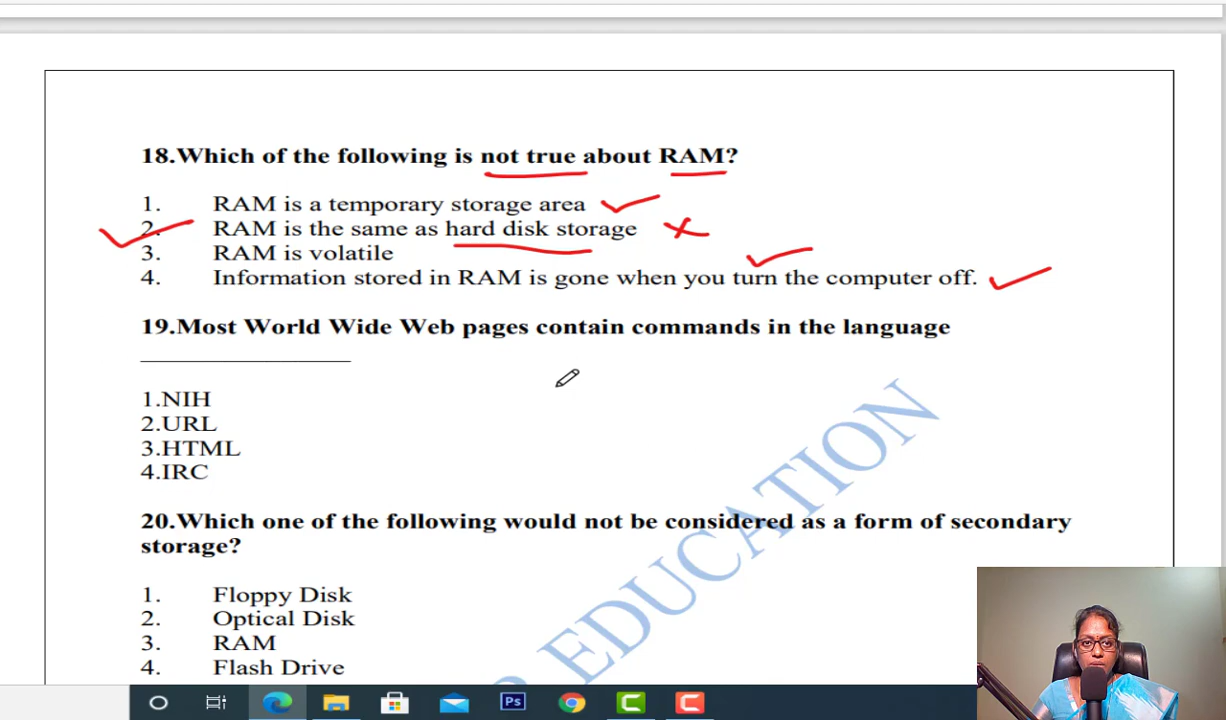 18.Which of the following is not true about RAM?
1. RAM is a temporary storage area
2. RAM is the same as hard disk storage
3. RAM is volatile
4. Information stored in RAM is gone when you turn the computer off.
19.Most World Wide Web pages contain commands in the language
____________________
1.NIH
2.URL
3.HTML
4.IRC
20.Which one of the following would not be considered as a form of secondary
storage?
1. Floppy Disk
2. Optical Disk
3. RAM
4. Flash Drive
EDUCATION
Ps